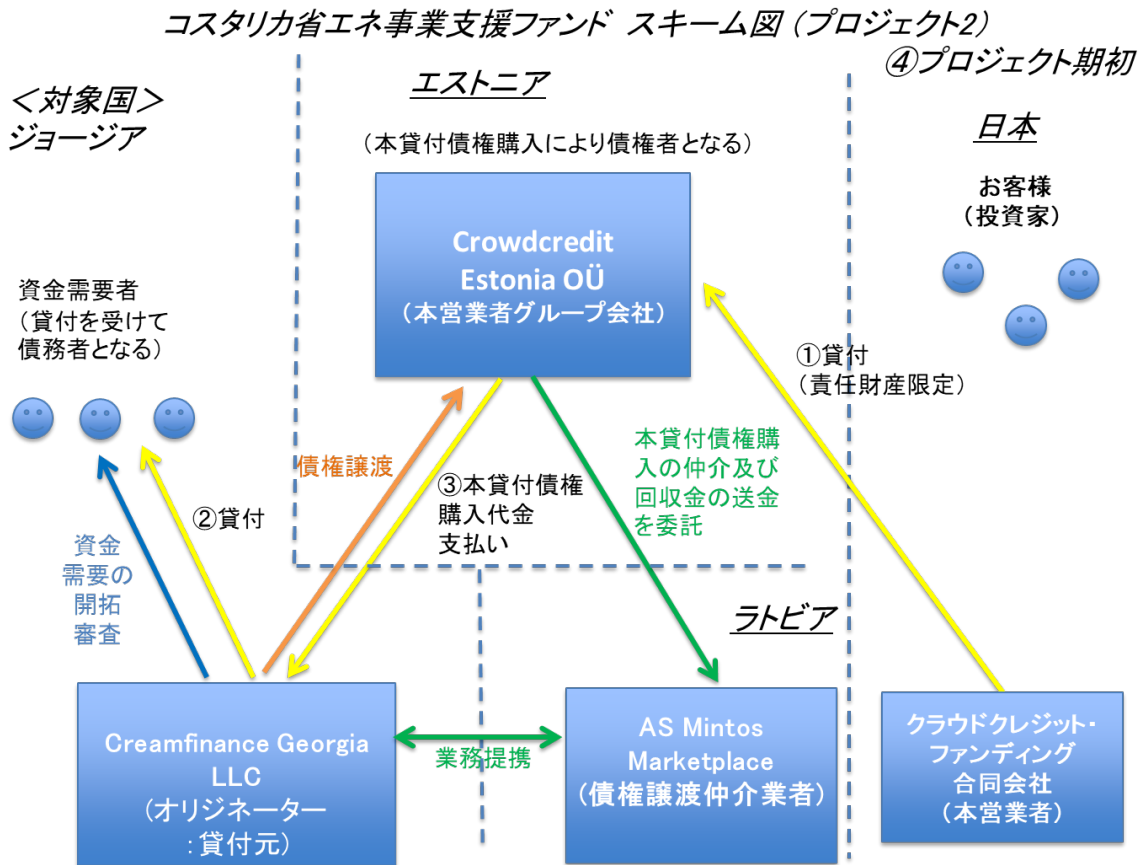 コスタリカ省エネ事業支援ファンド スキーム図(プロジェクト2)
④プロジェクト期初
<対象国>
ジョージア
エストニア
日本
(本貸付債権購入により債権者となる)
お客様
(投資家)
Crowdcredit
Estonia OÜ
(本営業者グループ会社)
資金需要者
(貸付を受けて
債務者となる)
①貸付
(責任財産限定)
債権譲渡
③本貸付債権
購入代金
支払い
本貸付債権購
入の仲介及び
回収金の送金
を委託
②貸付
資金
需要の
開拓
審査
ラトビア
Creamfinance Georgia
LLC
(オリジネーター
:貸付元)
業務提携
AS Mintos
Marketplace
(債権譲渡仲介業者)
クラウドクレジット・
ファンディング
合同会社
(本営業者)